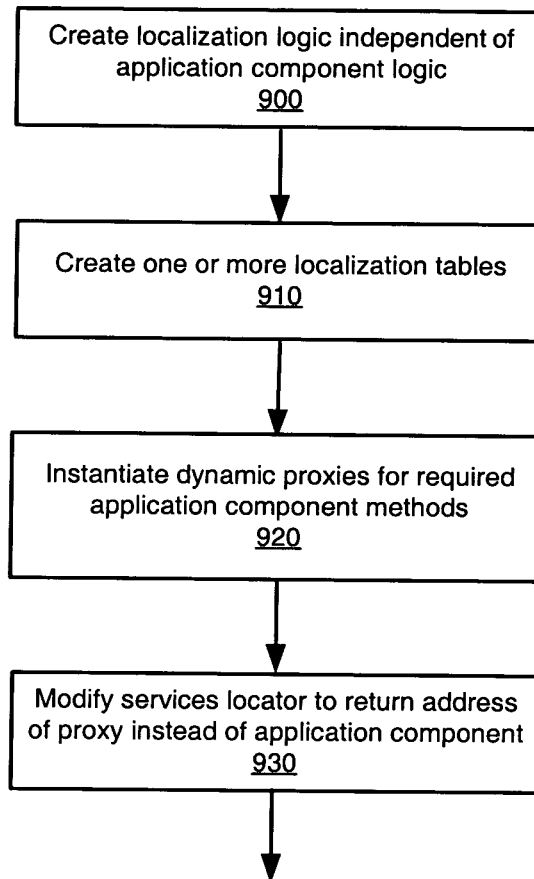 Create localization logic independent of
application component logic
900
Create one or more localization tables
910
Instantiate dynamic proxies for required
application component methods
920
Modify services locator to return address
of proxy instead of application component
930